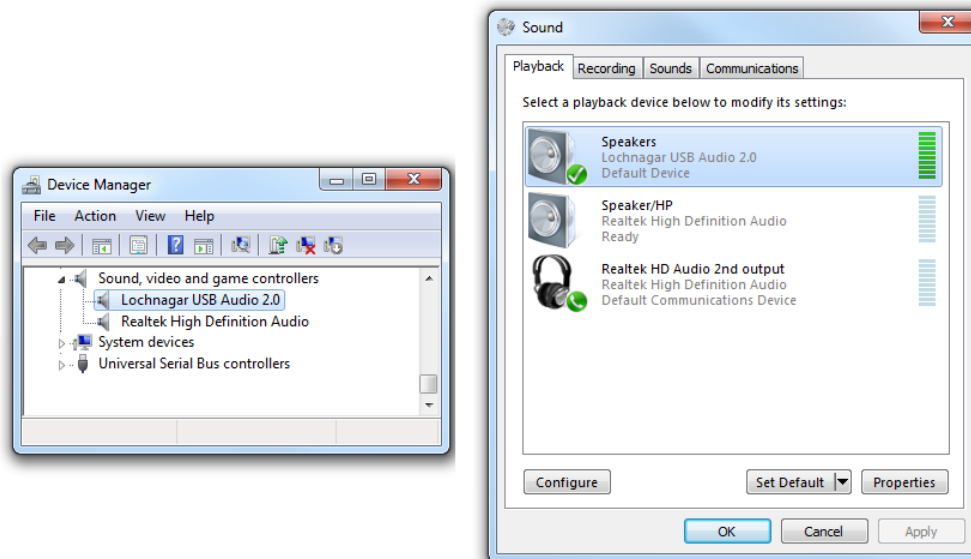 Device Manager
File Action View Help
Sound, video and game controllers
Lochnagar USB Audio 2.0
Realtek High Definition Audio
System devices
Universal Serial Bus controllers
Sound
Playback Recording Sounds Communications
Select a playback device below to modify its settings:
Speakers
Lochnagar USB Audio 2.0
Default Device
Speaker/HP
Realtek High Definition Audio
Ready
Realtek HD Audio 2nd output
Realtek High Definition Audio
Default Communications Device
Configure Set Default Properties
OK Cancel Apply